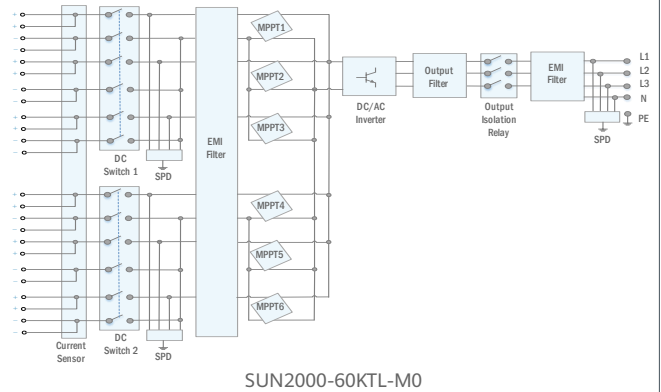 MPPT1
MPPT2
MPPT3
MPPT4
MPPT5
MPPT6
DC
Switch 1
SPD
EMI
Filter
DC/AC
Inverter
Output
Filter
Output
Isolation
Relay
EMI
Filter
SPD
L1
L2
L3
N
PE
Current
Sensor
DC
Switch 2
SPD
SUN2000-60KTL-M0